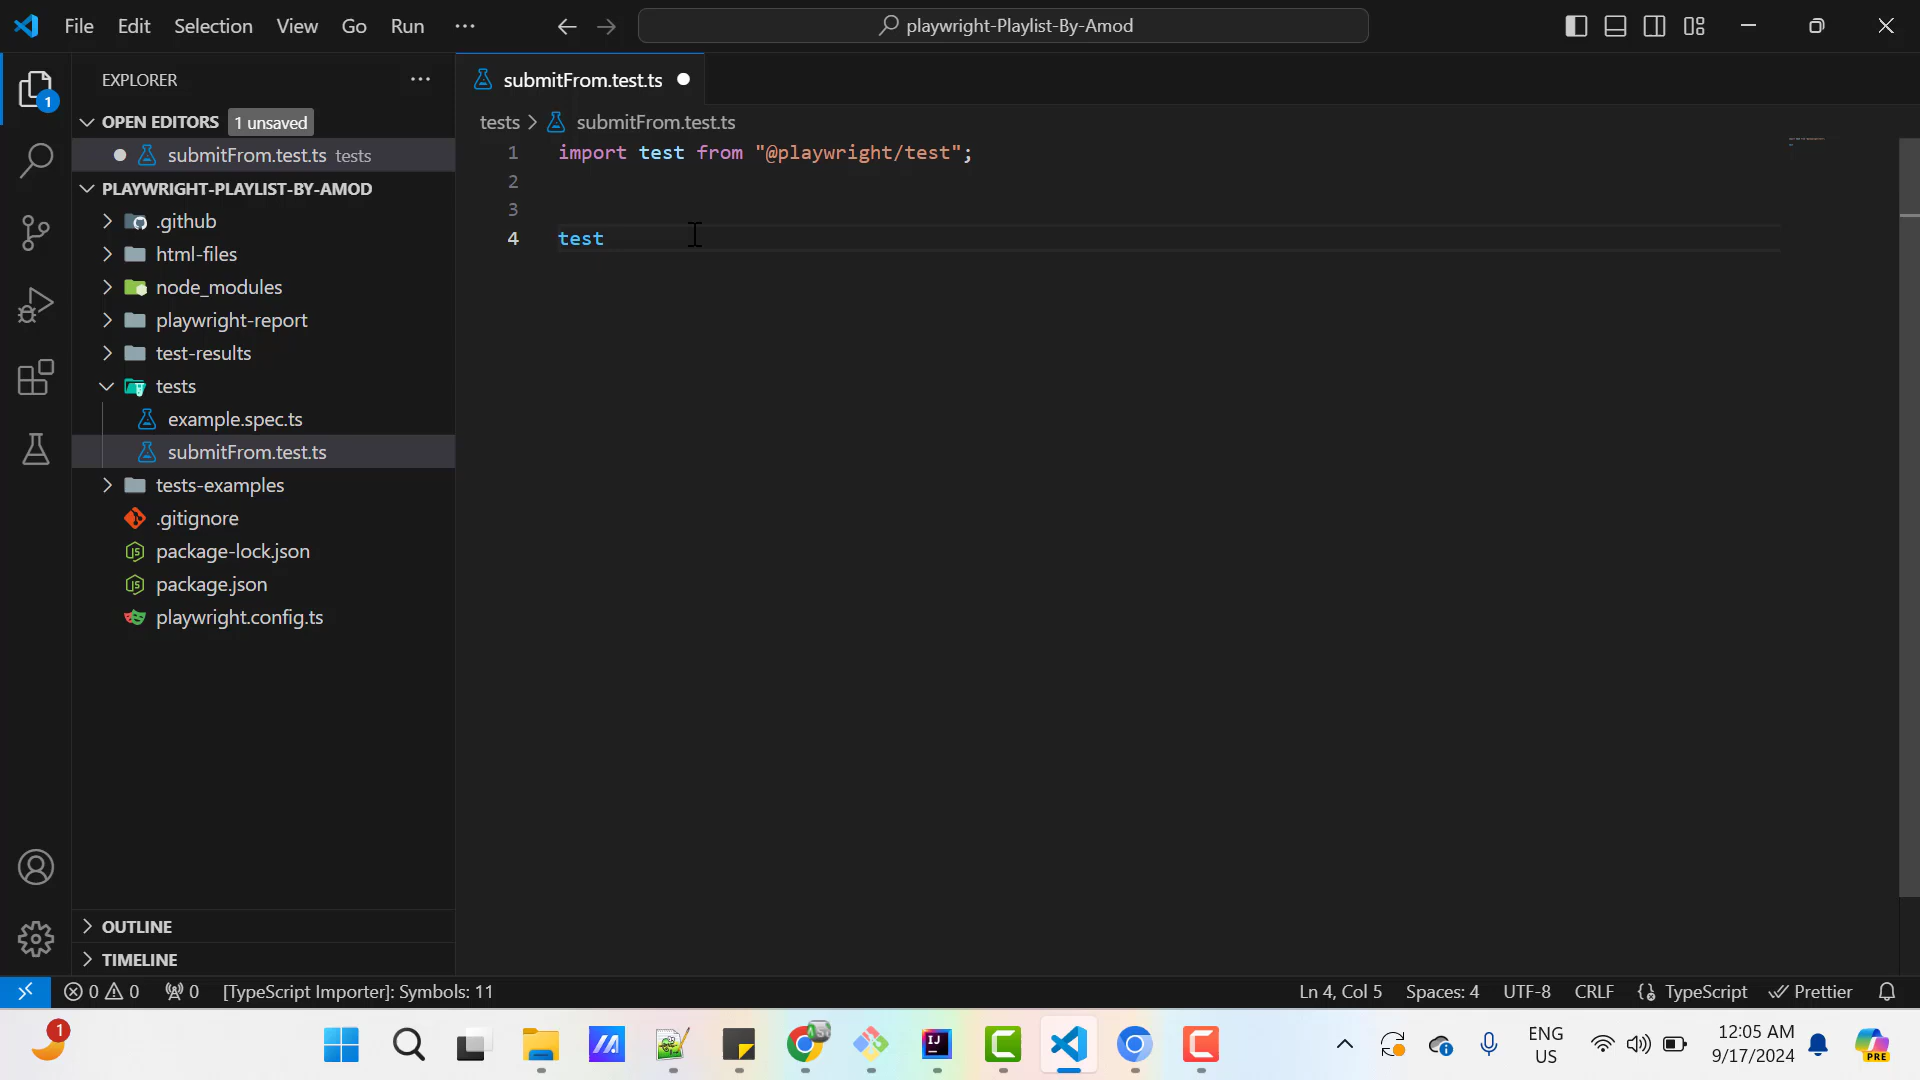 File Edit Selection View Go Run ···
playwright-Playlist-By-Amod
EXPLORER
OPEN EDITORS 1 unsaved
submitFrom.test.ts tests
PLAYWRIGHT-PLAYLIST-BY-AMOD
.github
html-files
node_modules
playwright-report
test-results
tests
example.spec.ts
submitFrom.test.ts
tests-examples
.gitignore
package-lock.json
package.json
playwright.config.ts
OUTLINE
TIMELINE
submitFrom.test.ts
tests > submitFrom.test.ts
1 import test from "@playwright/test";
2
3
4 test
0 0 0 [TypeScript Importer]: Symbols: 11
Ln 4, Col 5 Spaces: 4 UTF-8 CRLF {} TypeScript Prettier
1
1
ENG
US
12:05 AM
9/17/2024
PRE